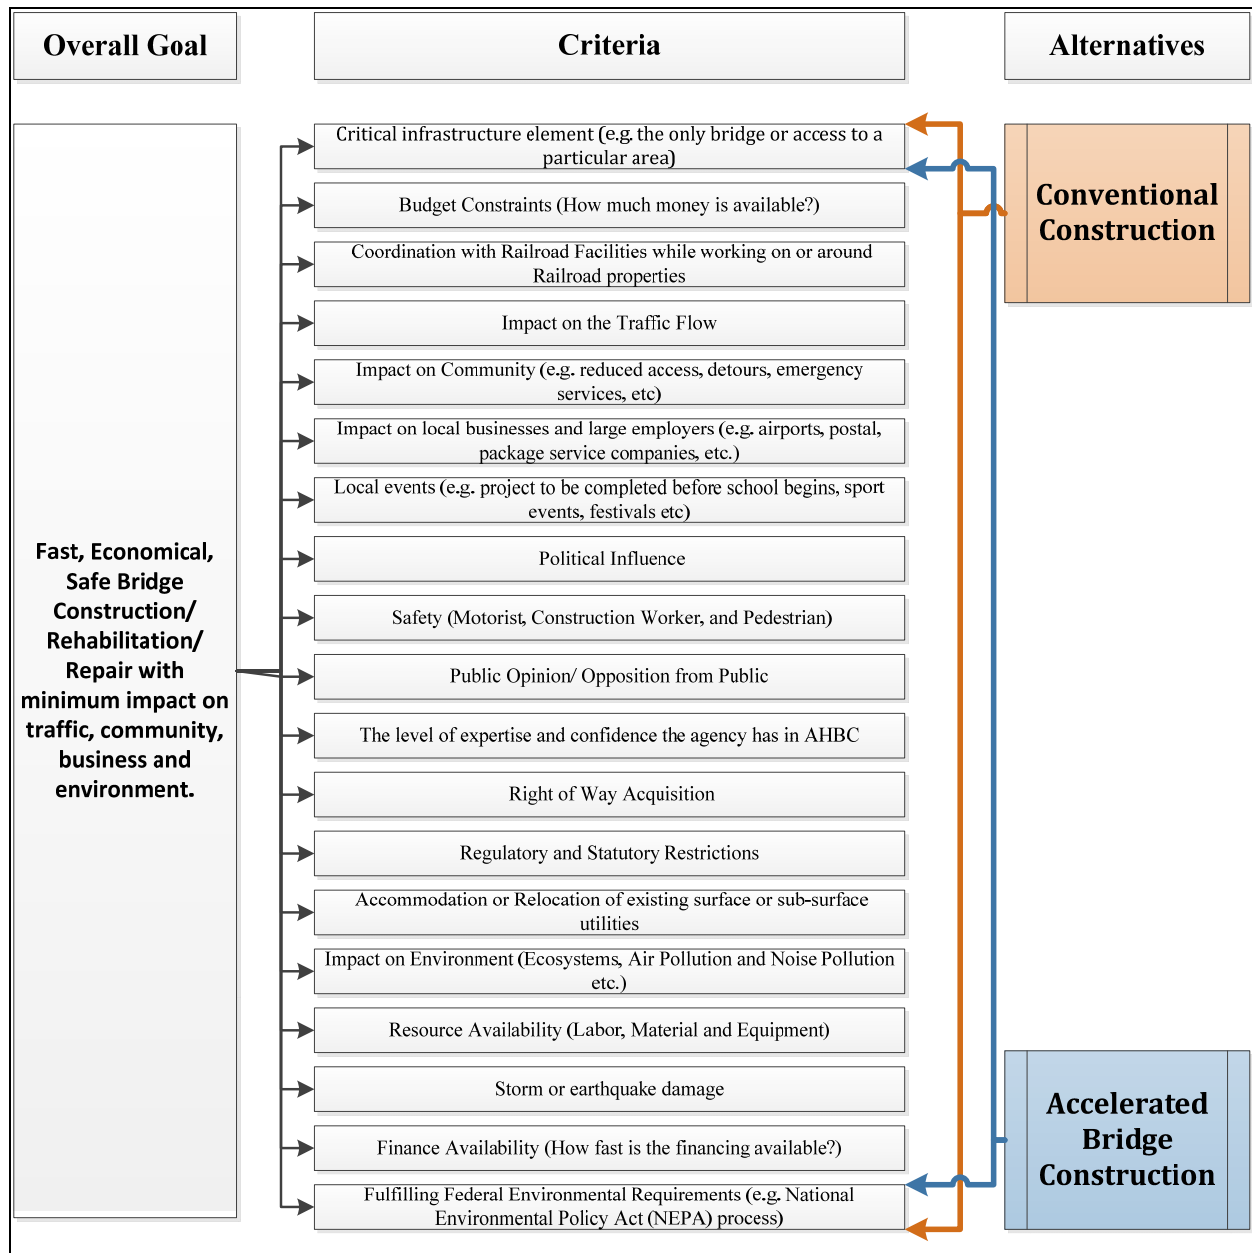 Overall Goal
Criteria
Alternatives
Fast, Economical,
Safe Bridge
Construction/
Rehabilitation/
Repair with
minimum impact on
traffic, community,
business and
environment.
Critical infrastructure element (e.g. the only bridge or access to a
particular area)
Budget Constraints (How much money is available?)
Coordination with Railroad Facilities while working on or around
Railroad properties
Impact on the Traffic Flow
Impact on Community (e.g. reduced access, detours, emergency
services, etc)
Impact on local businesses and large employers (e.g. airports, postal,
package service companies, etc.)
Local events (e.g. project to be completed before school begins, sport
events, festivals etc)
Political Influence
Safety (Motorist, Construction Worker, and Pedestrian)
Public Opinion/ Opposition from Public
The level of expertise and confidence the agency has in AHBC
Right of Way Acquisition
Regulatory and Statutory Restrictions
Accommodation or Relocation of existing surface or sub-surface
utilities
Impact on Environment (Ecosystems, Air Pollution and Noise Pollution
etc.)
Resource Availability (Labor, Material and Equipment)
Storm or earthquake damage
Finance Availability (How fast is the financing available?)
Fulfilling Federal Environmental Requirements (e.g. National
Environmental Policy Act (NEPA) process)
Conventional
Construction
Accelerated
Bridge
Construction